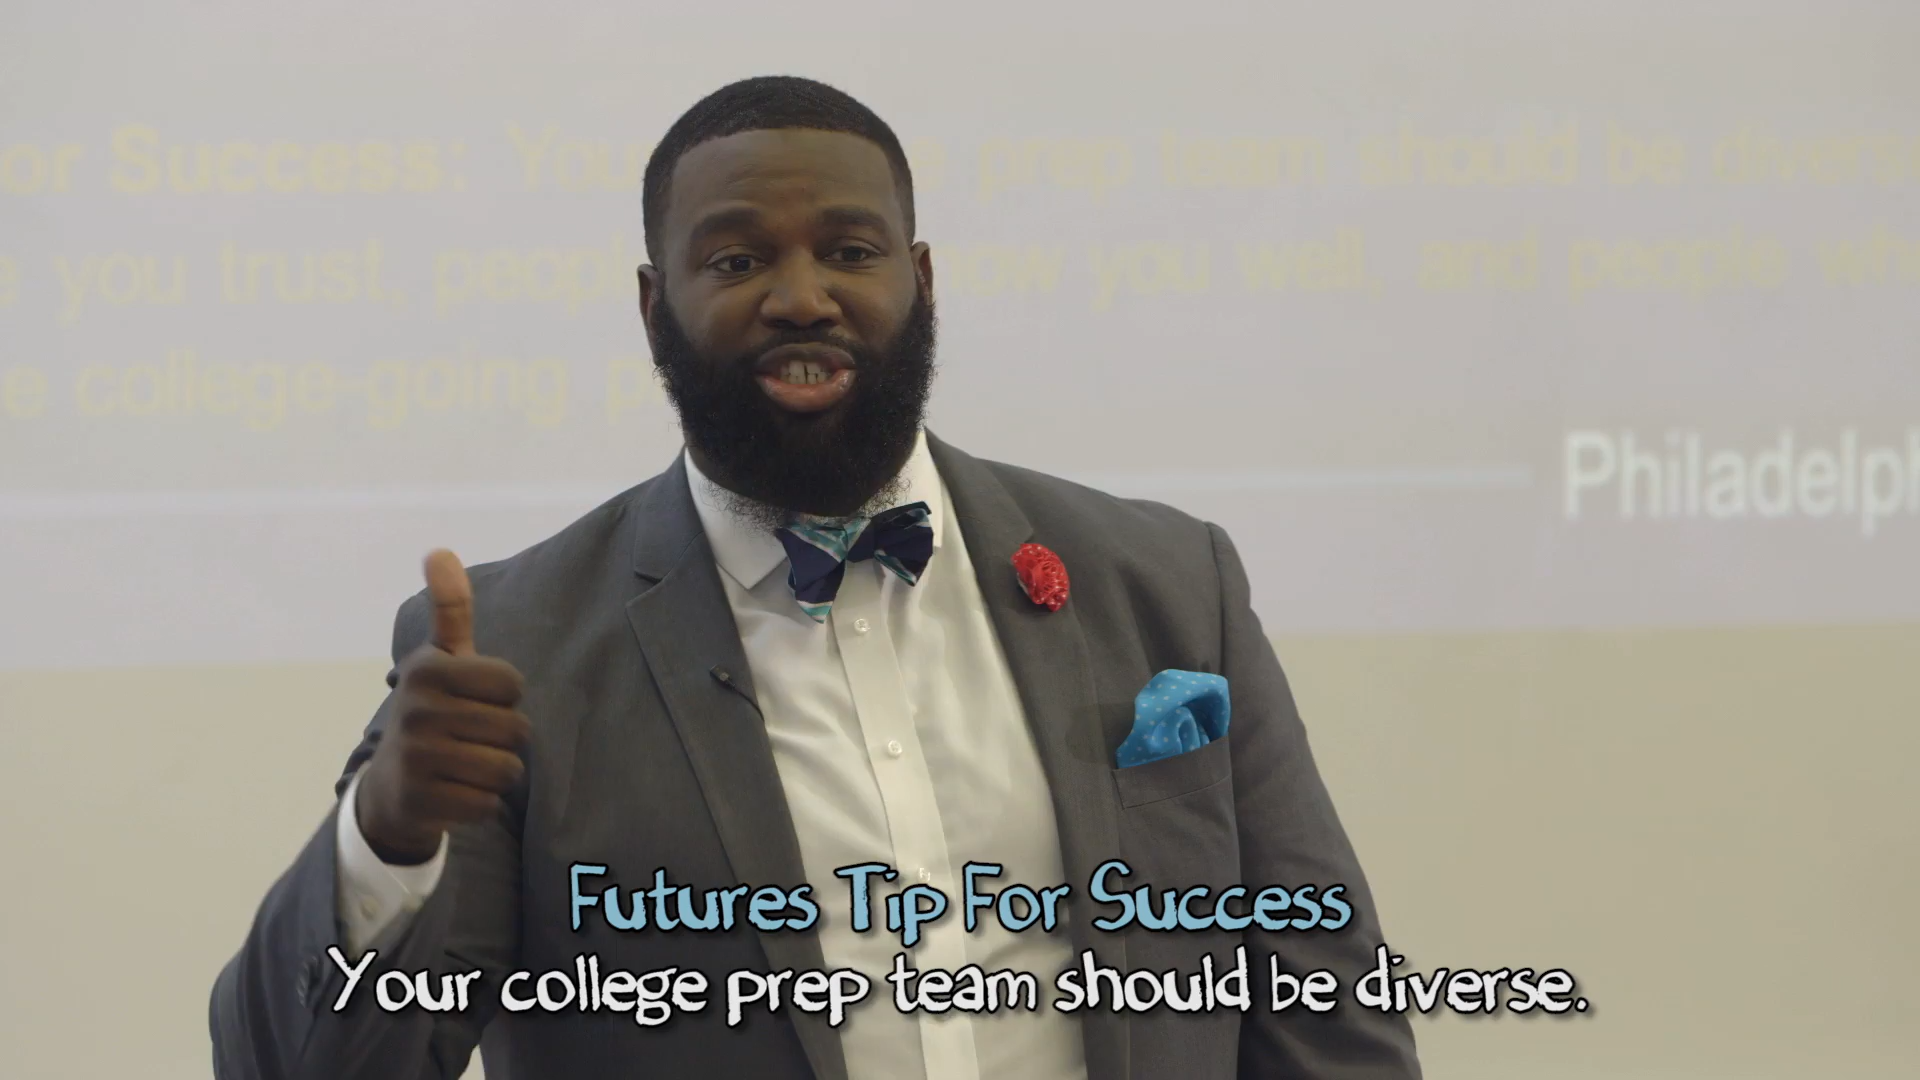 or Success: You prep team should be divers
e you trust, peopl now you well, and people wh
e college-going p
Philadelph
Futures Tip For Success
Your college prep team should be diverse.